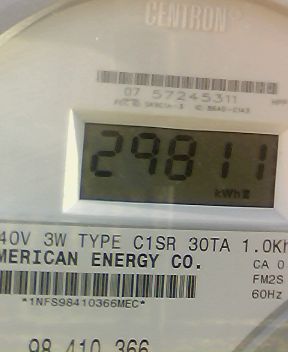 CENTRON®
07 57245311
29811
kWh
40V 3W TYPE C1SR 30TA 1.0Kh
MERICAN ENERGY CO.
CA 0
FM2S
*1NFS98410366MEC*
60Hz
98 410 366